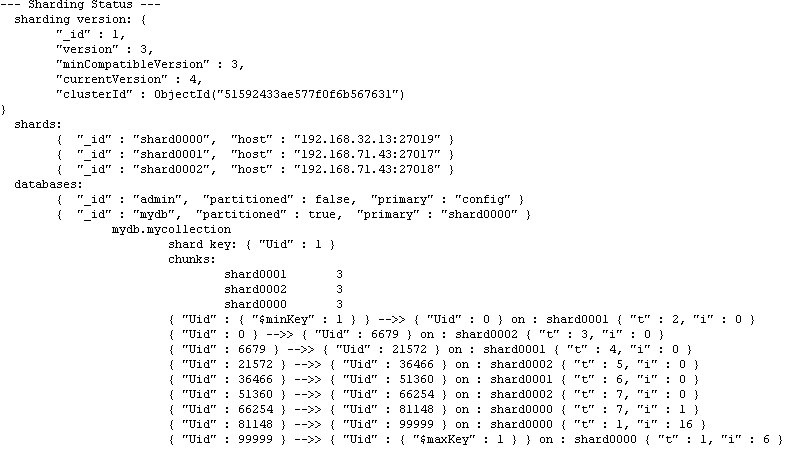 --- Sharding Status ---
sharding version: {
"_id" : 1,
"version" : 3,
"minCompatibleVersion" : 3,
"currentVersion" : 4,
"clusterId" : ObjectId("51592433ae577f0f6b567631")
}
shards:
{ "_id" : "shard0000", "host" : "192.168.32.13:27019" }
{ "_id" : "shard0001", "host" : "192.168.71.43:27017" }
{ "_id" : "shard0002", "host" : "192.168.71.43:27018" }
databases:
{ "_id" : "admin", "partitioned" : false, "primary" : "config" }
{ "_id" : "mydb", "partitioned" : true, "primary" : "shard0000" }
mydb.mycollection
shard key: { "Uid" : 1 }
chunks:
shard0001 3
shard0002 3
shard0000 3
{ "Uid" : { "$minKey" : 1 } } -->> { "Uid" : 0 } on : shard0001 { "t" : 2, "i" : 0 }
{ "Uid" : 0 } -->> { "Uid" : 6679 } on : shard0002 { "t" : 3, "i" : 0 }
{ "Uid" : 6679 } -->> { "Uid" : 21572 } on : shard0001 { "t" : 4, "i" : 0 }
{ "Uid" : 21572 } -->> { "Uid" : 36466 } on : shard0002 { "t" : 5, "i" : 0 }
{ "Uid" : 36466 } -->> { "Uid" : 51360 } on : shard0001 { "t" : 6, "i" : 0 }
{ "Uid" : 51360 } -->> { "Uid" : 66254 } on : shard0002 { "t" : 7, "i" : 0 }
{ "Uid" : 66254 } -->> { "Uid" : 81148 } on : shard0000 { "t" : 7, "i" : 1 }
{ "Uid" : 81148 } -->> { "Uid" : 99999 } on : shard0000 { "t" : 1, "i" : 16 }
{ "Uid" : 99999 } -->> { "Uid" : { "$maxKey" : 1 } } on : shard0000 { "t" : 1, "i" : 6 }